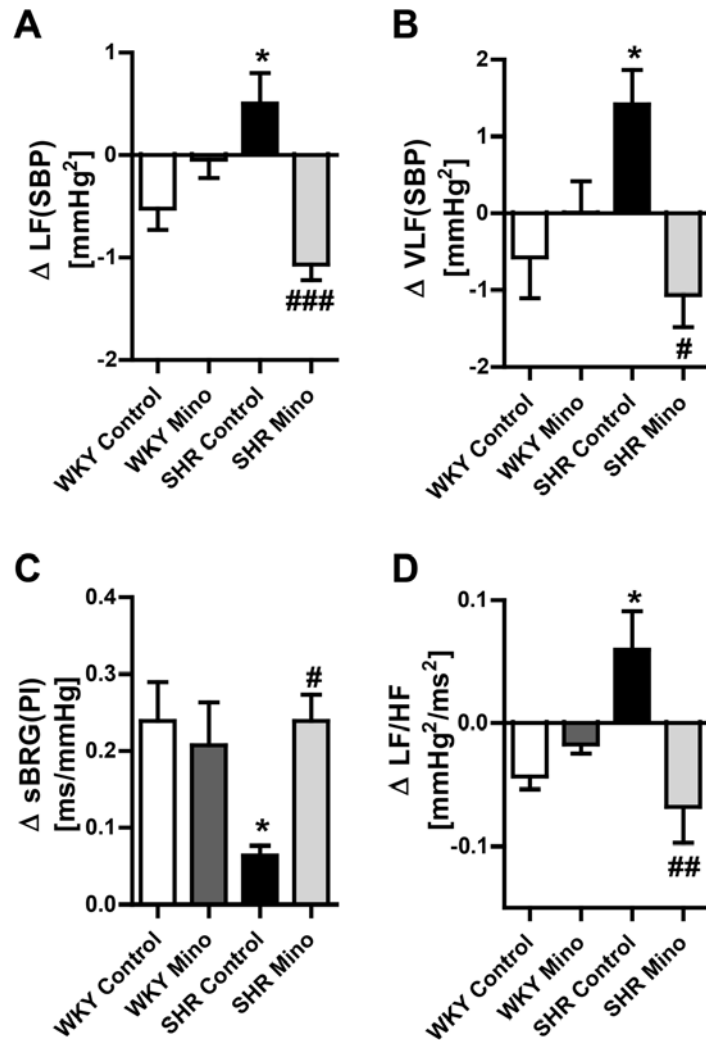 A
Δ LF(SBP)
[mmHg²]
1
0
-1
-2
*
###
WKY Control
WKY Mino
SHR Control
SHR Mino
B
Δ VLF(SBP)
[mmHg²]
2
1
0
-1
-2
*
#
WKY Control
WKY Mino
SHR Control
SHR Mino
C
Δ sBRG(PI)
[ms/mmHg]
0.4
0.3
0.2
0.1
0.0
*
#
WKY Control
WKY Mino
SHR Control
SHR Mino
D
Δ LF/HF
[mmHg²/ms²]
0.1
0.0
-0.1
*
##
WKY Control
WKY Mino
SHR Control
SHR Mino